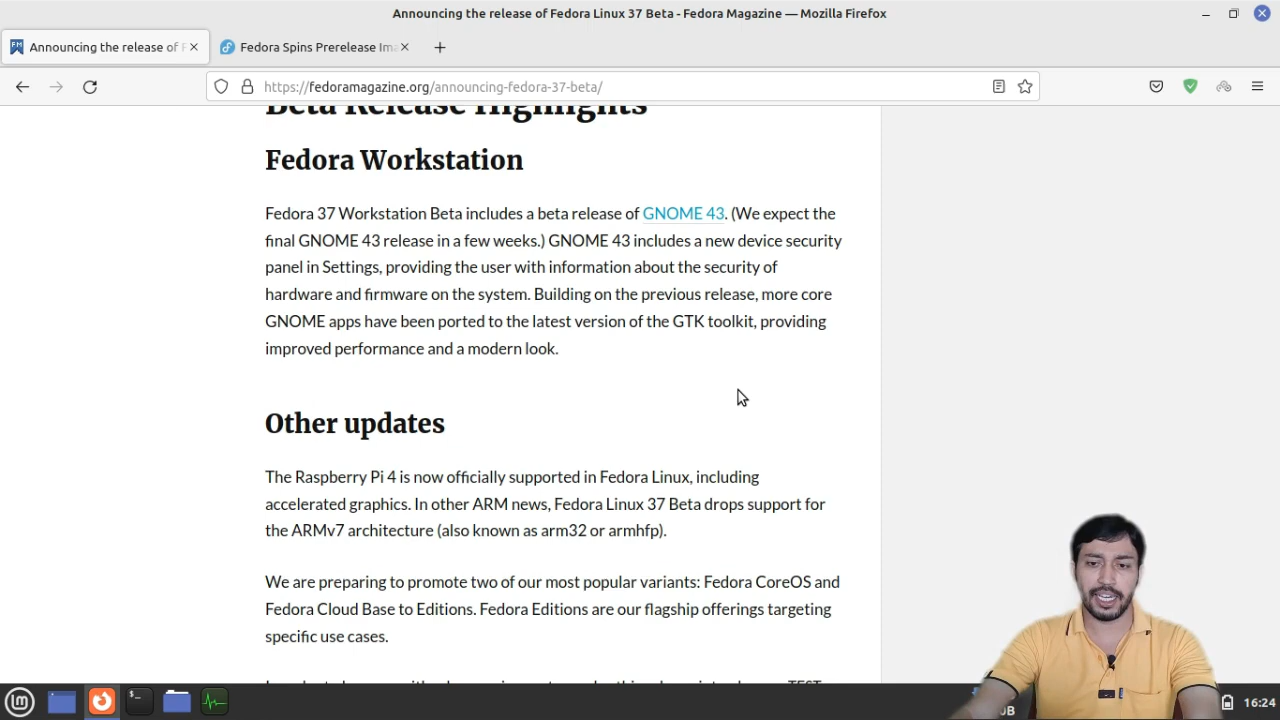 Announcing the release of Fedora Linux 37 Beta - Fedora Magazine — Mozilla Firefox
Announcing the release of F
Fedora Spins Prerelease Im
https://fedoramagazine.org/announcing-fedora-37-beta/
Beta Release Highlights
Fedora Workstation
Fedora 37 Workstation Beta includes a beta release of GNOME 43. (We expect the
final GNOME 43 release in a few weeks.) GNOME 43 includes a new device security
panel in Settings, providing the user with information about the security of
hardware and firmware on the system. Building on the previous release, more core
GNOME apps have been ported to the latest version of the GTK toolkit, providing
improved performance and a modern look.
Other updates
The Raspberry Pi 4 is now officially supported in Fedora Linux, including
accelerated graphics. In other ARM news, Fedora Linux 37 Beta drops support for
the ARMv7 architecture (also known as arm32 or armhfp).
We are preparing to promote two of our most popular variants: Fedora CoreOS and
Fedora Cloud Base to Editions. Fedora Editions are our flagship offerings targeting
specific use cases.
16:24